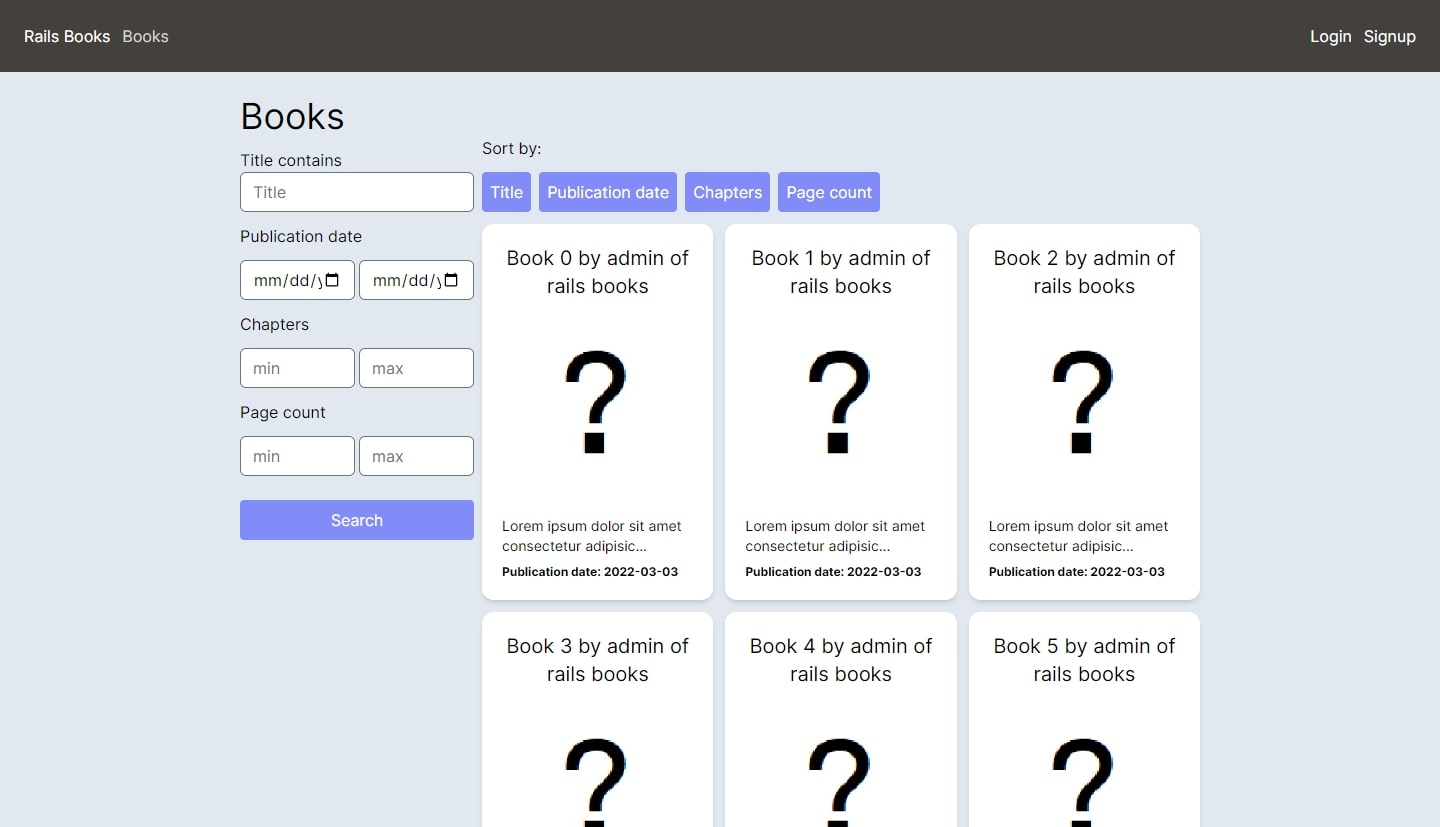 Rails Books Books Login Signup
Books
Title contains
Title
Publication date
mm/dd/y mm/dd/y
Chapters
min max
Page count
min max
Search
Sort by:
Title Publication date Chapters Page count
Book 0 by admin of
rails books
?
Lorem ipsum dolor sit amet
consectetur adipisic...
Publication date: 2022-03-03
Book 1 by admin of
rails books
?
Lorem ipsum dolor sit amet
consectetur adipisic...
Publication date: 2022-03-03
Book 2 by admin of
rails books
?
Lorem ipsum dolor sit amet
consectetur adipisic...
Publication date: 2022-03-03
Book 3 by admin of
rails books
?
Book 4 by admin of
rails books
?
Book 5 by admin of
rails books
?